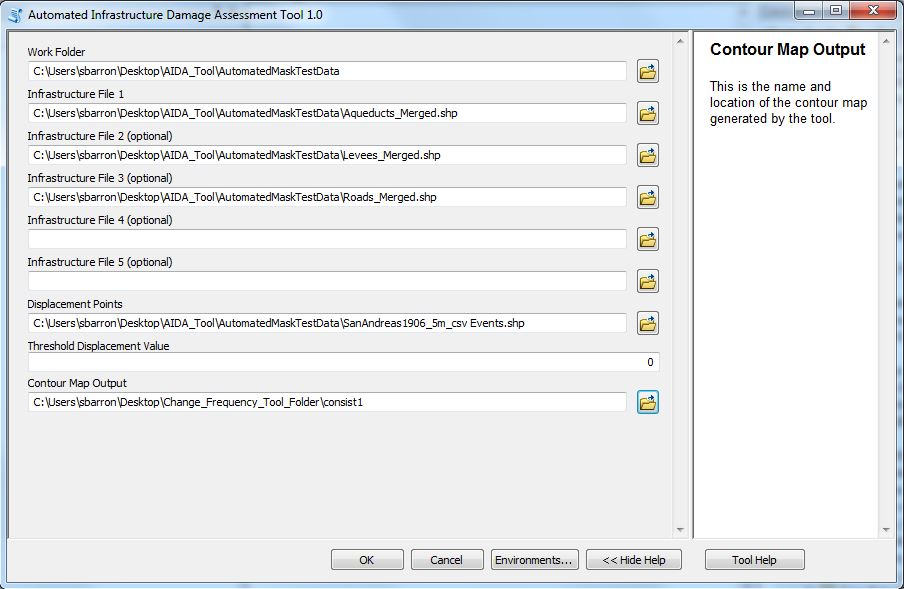 Automated Infrastructure Damage Assessment Tool 1.0
Work Folder
C:\Users\sbarron\Desktop\AIDA_Tool\AutomatedMaskTestData
Infrastructure File 1
C:\Users\sbarron\Desktop\AIDA_Tool\AutomatedMaskTestData\Aqueducts_Merged.shp
Infrastructure File 2 (optional)
C:\Users\sbarron\Desktop\AIDA_Tool\AutomatedMaskTestData\Levees_Merged.shp
Infrastructure File 3 (optional)
C:\Users\sbarron\Desktop\AIDA_Tool\AutomatedMaskTestData\Roads_Merged.shp
Infrastructure File 4 (optional)
Infrastructure File 5 (optional)
Displacement Points
C:\Users\sbarron\Desktop\AIDA_Tool\AutomatedMaskTestData\SanAndreas1906_5m_csv Events.shp
Threshold Displacement Value
0
Contour Map Output
C:\Users\sbarron\Desktop\Change_Frequency_Tool_Folder\consist1
Contour Map Output
This is the name and
location of the contour map
generated by the tool.
OK
Cancel
Environments...
<< Hide Help
Tool Help